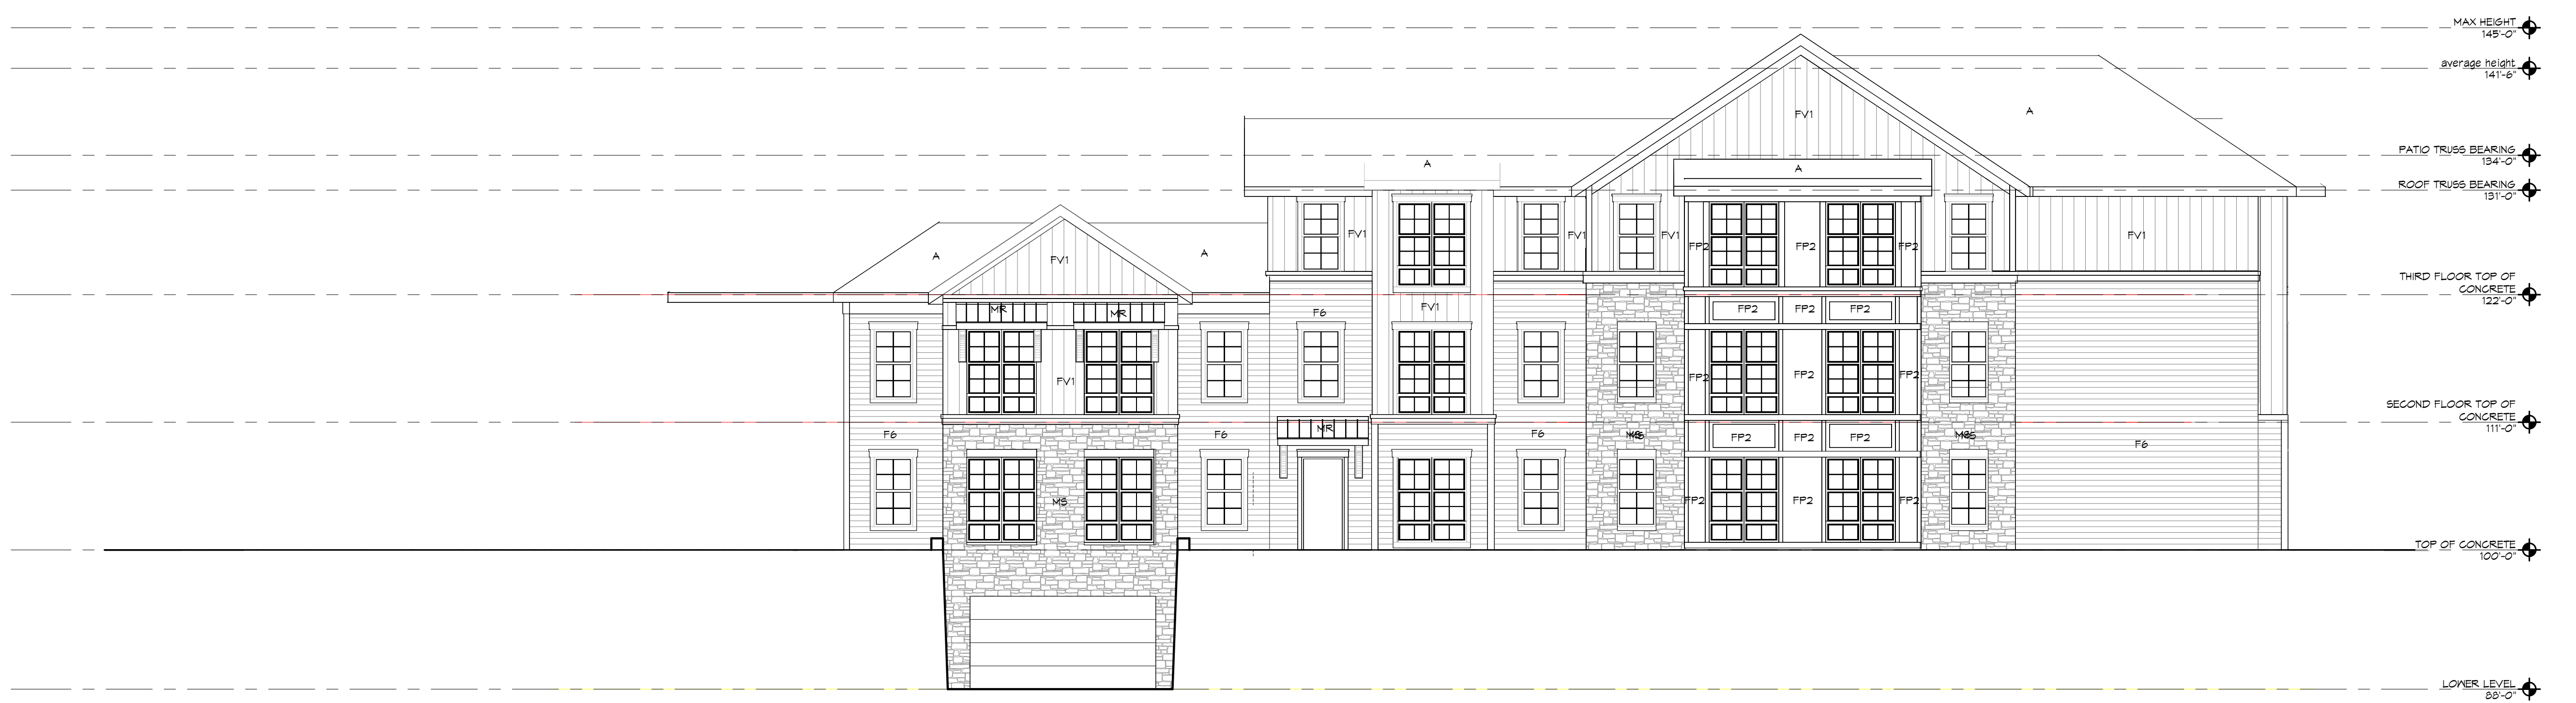 MAX HEIGHT
145'-0"
average height
141'-6"
A
FV1
PATIO TRUSS BEARING
134'-0"
A
A
ROOF TRUSS BEARING
131'-0"
A
FV1
A
FV1
FV1
FV1
FP2
FP2
FP2
FV1
THIRD FLOOR TOP OF
CONCRETE
122'-0"
MR
MR
F6
FV1
FP2
FP2
FP2
FV1
FP2
FP2
FP2
SECOND FLOOR TOP OF
CONCRETE
111'-0"
F6
F6
MR
F6
FP2
FP2
FP2
F6
MS
FP2
FP2
FP2
TOP OF CONCRETE
100'-0"
LOWER LEVEL
88'-0"